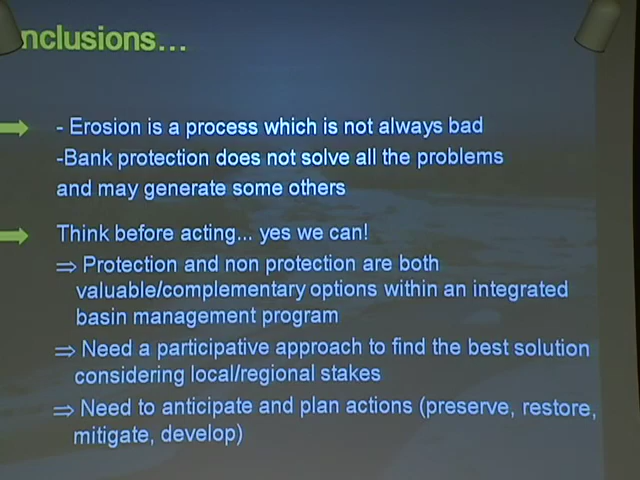 nclusions...
- Erosion is a process which is not always bad
-Bank protection does not solve all the problems
and may generate some others
Think before acting... yes we can!
⇒ Protection and non protection are both
valuable/complementary options within an integrated
basin management program
⇒ Need a participative approach to find the best solution
considering local/regional stakes
⇒ Need to anticipate and plan actions (preserve, restore,
mitigate, develop)